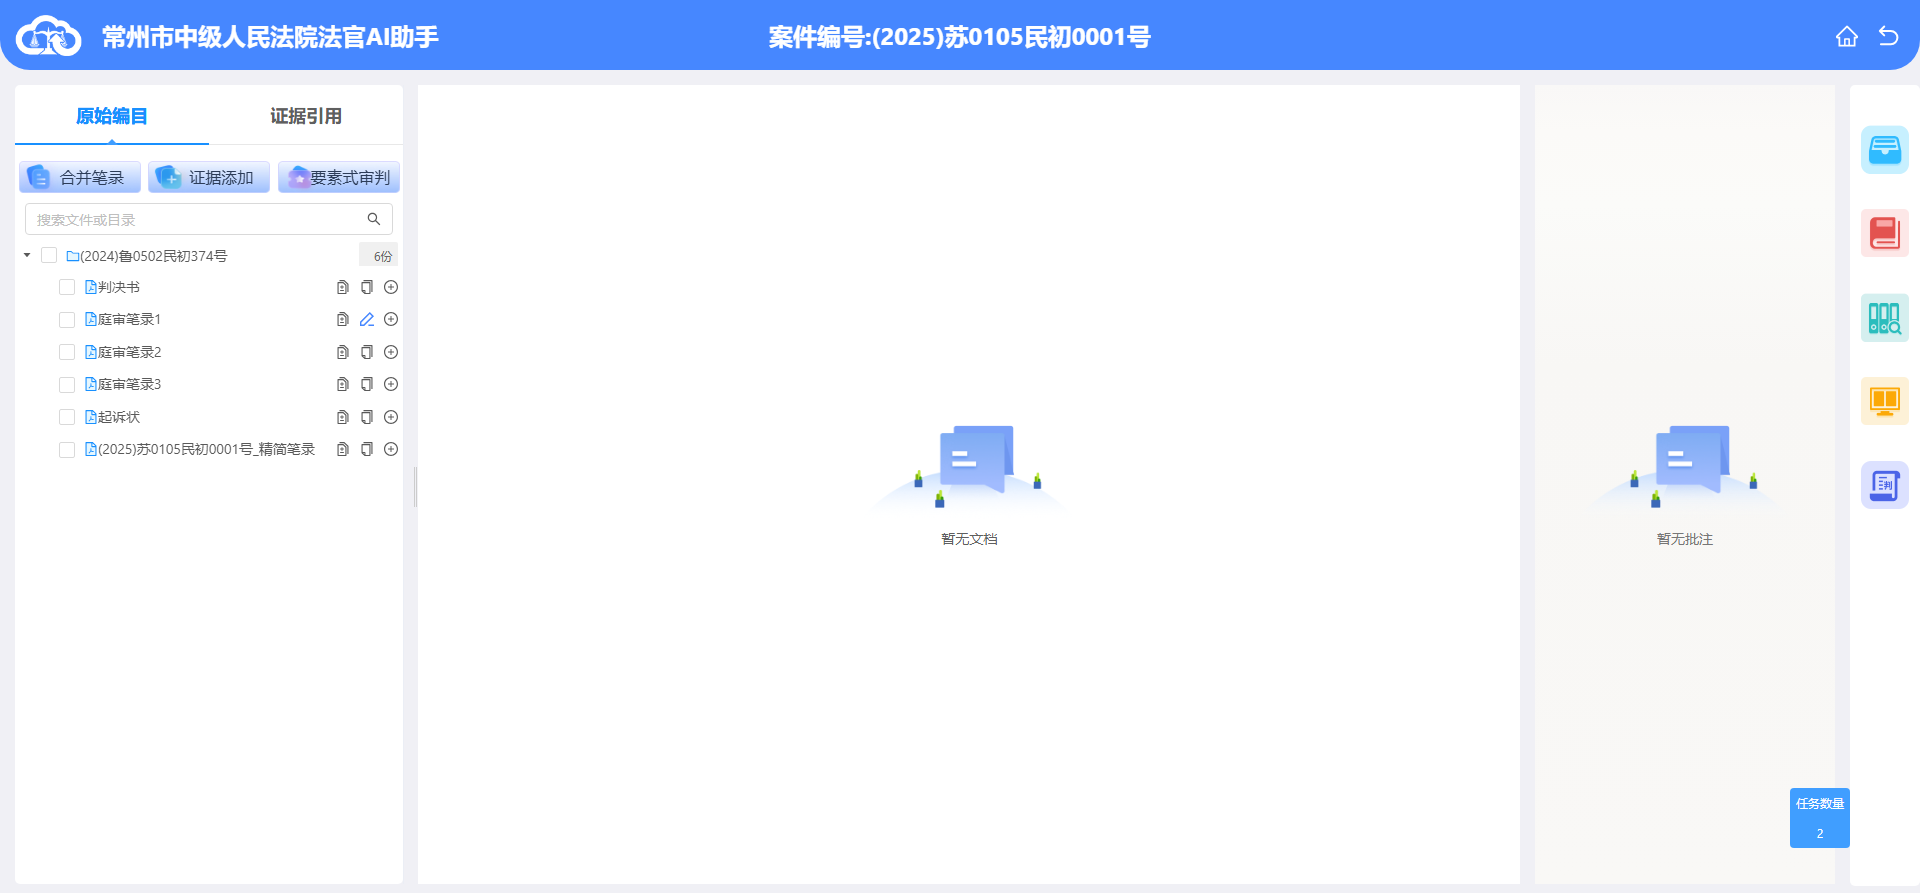 常州市中级人民法院法官AI助手
案件编号:(2025)苏0105民初0001号
原始编目
证据引用
合并笔录
证据添加
要素式审判
搜索文件或目录
(2024)鲁0502民初374号
6份
判决书
庭审笔录1
庭审笔录2
庭审笔录3
起诉状
(2025)苏0105民初0001号_精简笔录
暂无文档
暂无批注
判
任务数量
2